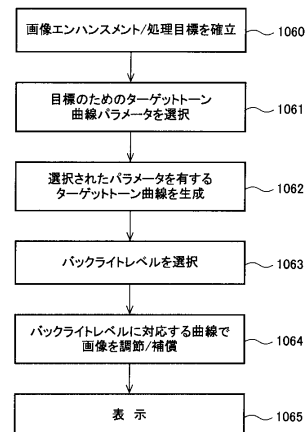 画像エンハンスメント/処理目標を確立
1060
目標のためのターゲットトーン
曲線パラメータを選択
1061
選択されたパラメータを有する
ターゲットトーン曲線を生成
1062
バックライトレベルを選択
1063
バックライトレベルに対応する曲線で
画像を調節/補償
1064
表 示
1065